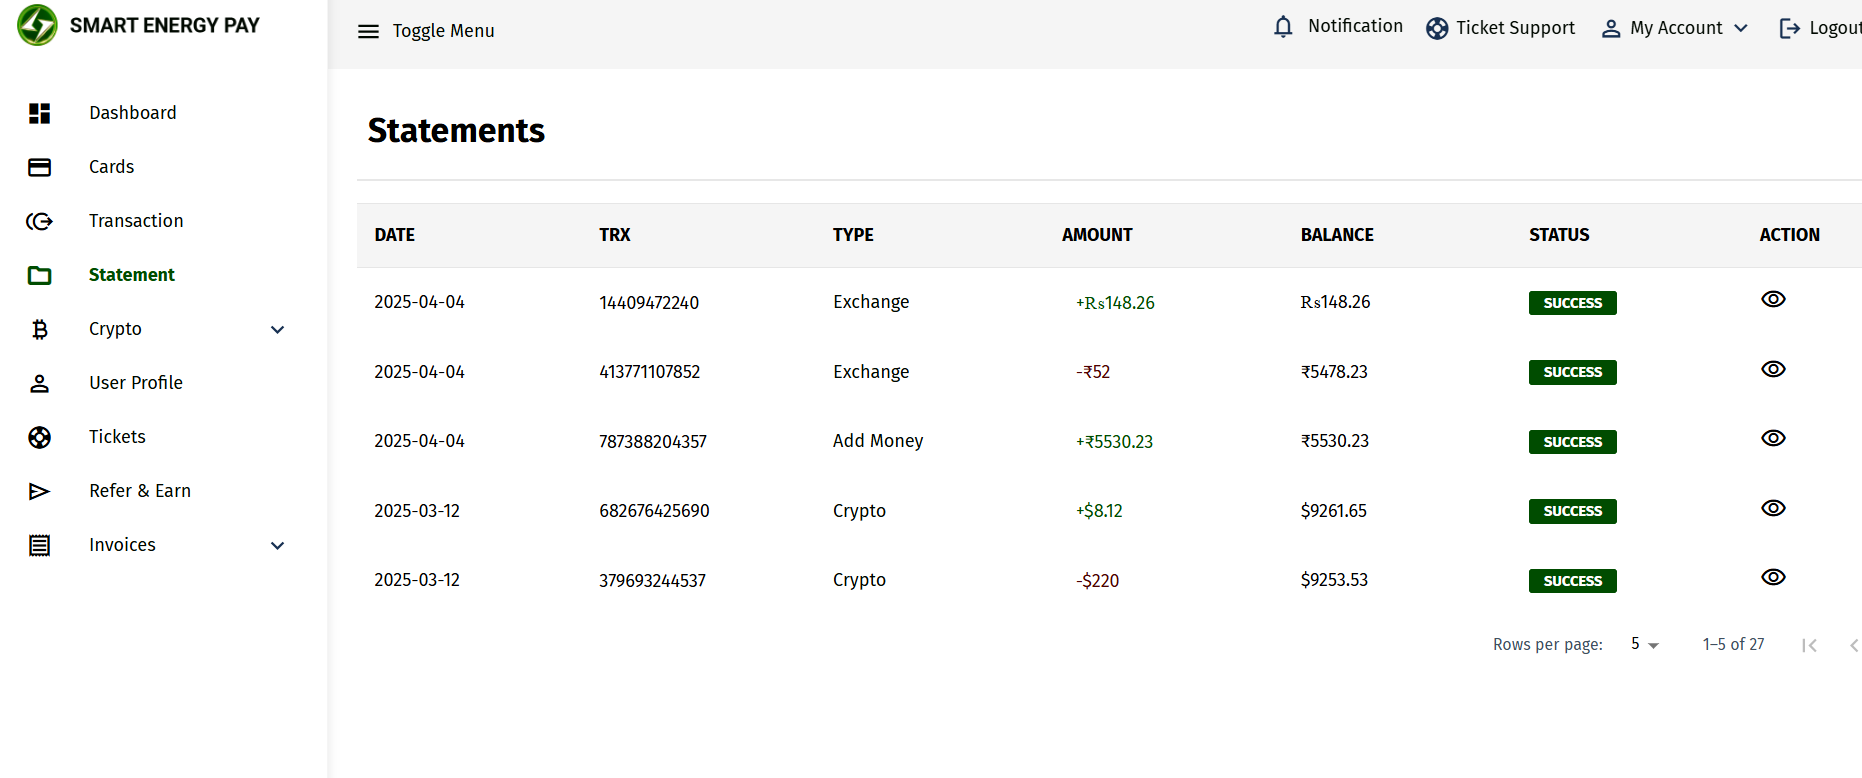 SMART ENERGY PAY
Toggle Menu
Notification
Ticket Support
My Account
Logout
Dashboard
Cards
Transaction
Statement
Crypto
User Profile
Tickets
Refer & Earn
Invoices
Statements
DATE TRX TYPE AMOUNT BALANCE STATUS ACTION
2025-04-04 14409472240 Exchange +₨148.26 ₨148.26 SUCCESS
2025-04-04 413771107852 Exchange -₹52 ₹5478.23 SUCCESS
2025-04-04 787388204357 Add Money +₹5530.23 ₹5530.23 SUCCESS
2025-03-12 682676425690 Crypto +$8.12 $9261.65 SUCCESS
2025-03-12 379693244537 Crypto -$220 $9253.53 SUCCESS
Rows per page: 5 1–5 of 27